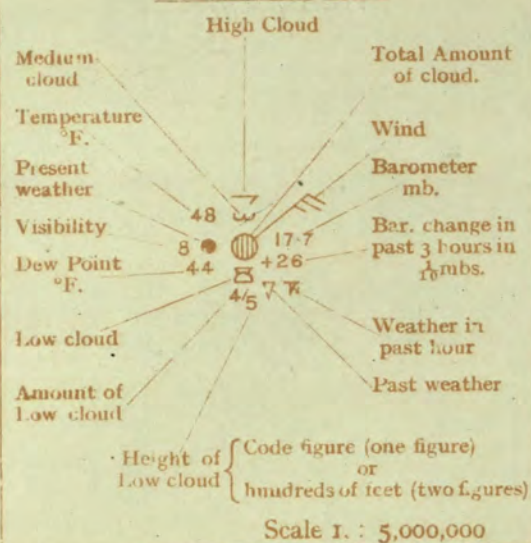 High Cloud
Medium
cloud
Total Amount
of cloud.
Temperature
°F.
Wind
Present
weather
Barometer
mb.
48
Visibility
8
17·7
Bar. change in
past 3 hours in
1/10 mbs.
Dew Point
°F.
44
+26
4/5
Low cloud
Weather in
past hour
Amount of
Low cloud
Past weather
Height of
Low cloud
Code figure (one figure)
or
hundreds of feet (two figures)
Scale 1. : 5,000,000